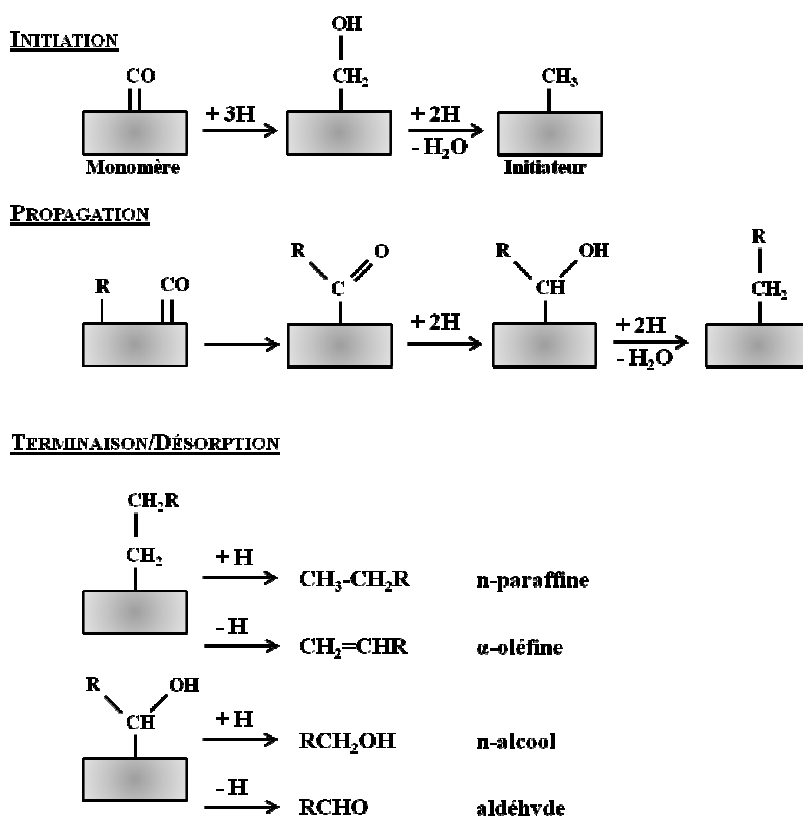 INITIATION
OH
CO
CH₂
CH₃
+ 3H
+ 2H
- H₂O
Monomère
Initiateur
PROPAGATION
R
R
O
R
OH
R
CO
C
CH
CH₂
+ 2H
+ 2H
- H₂O
TERMINAISON/DÉSORPTION
CH₂R
CH₂
+ H
CH₃-CH₂R
n-paraffine
- H
CH₂=CHR
α-oléfine
R
OH
CH
+ H
RCH₂OH
n-alcool
- H
RCHO
aldéhyde